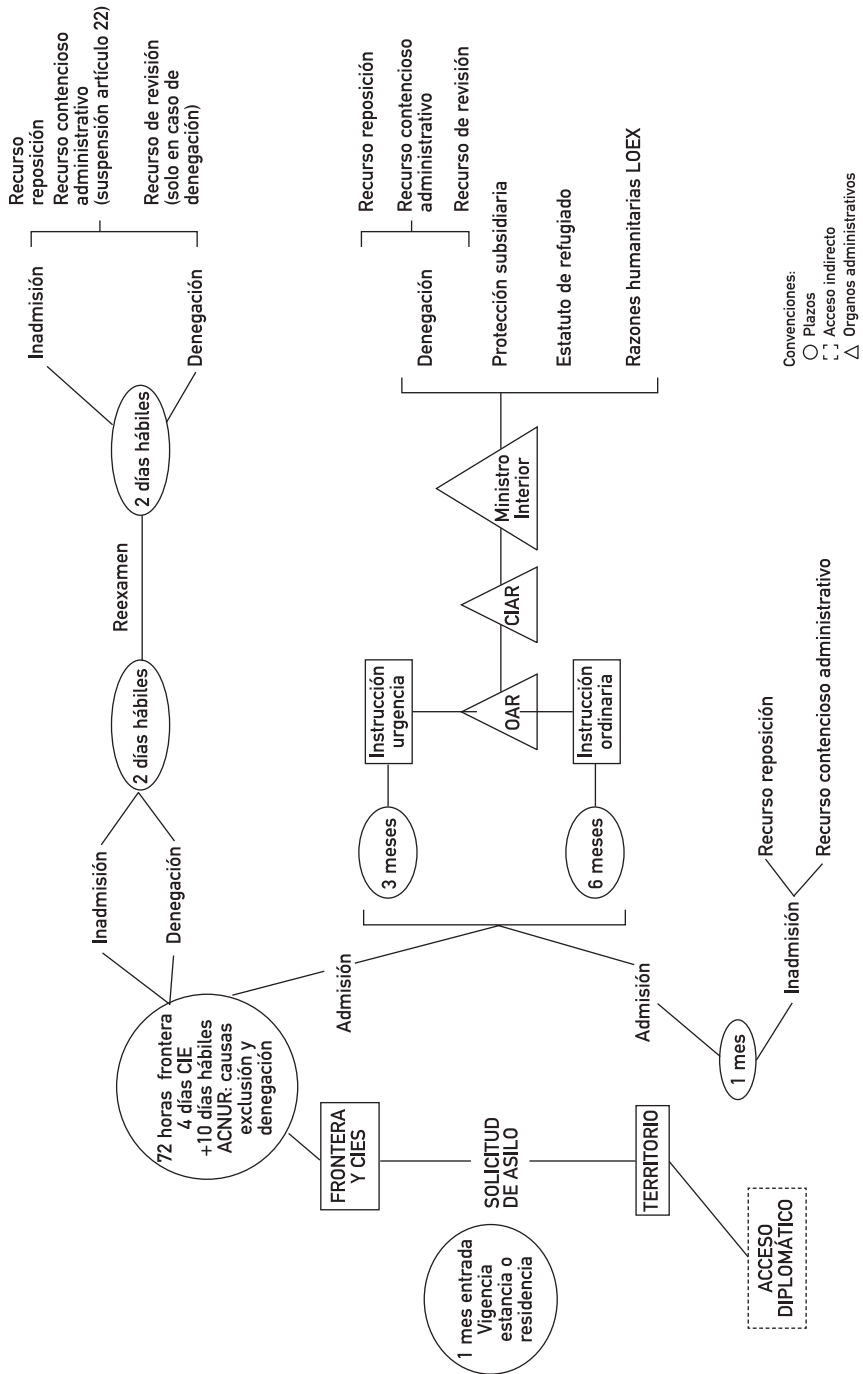 1 mes entrada
Vigencia
estancia o
residencia
SOLICITUD
DE ASILO
FRONTERA
Y CIES
TERRITORIO
ACCESO
DIPLOMÁTICO
72 horas frontera
4 días CIE
+10 días hábiles
ACNUR: causas
exclusión y
denegación
Inadmisión
Denegación
2 días hábiles
Reexamen
2 días hábiles
Inadmisión
Denegación
Recurso
reposición
Recurso contencioso
administrativo
(suspensión artículo 22)
Recurso de revisión
(solo en caso de
denegación)
Admisión
Admisión
1 mes
Inadmisión
Recurso reposición
Recurso contencioso administrativo
3 meses
Instrucción
urgencia
6 meses
Instrucción
ordinaria
OAR
CIAR
Ministro
Interior
Denegación
Protección subsidiaria
Estatuto de refugiado
Razones humanitarias LOEX
Recurso reposición
Recurso contencioso
administrativo
Recurso de revisión
Convenciones:
Plazos
Acceso indirecto
Organos administrativos